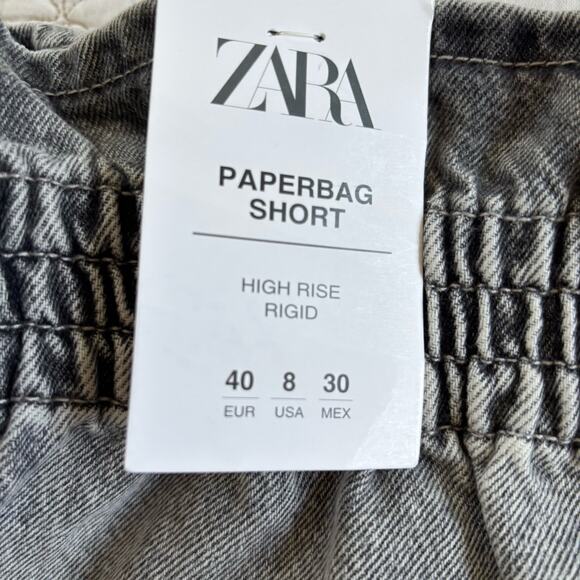 ZARA
PAPERBAG
SHORT
HIGH RISE
RIGID
40 8 30
EUR USA MEX